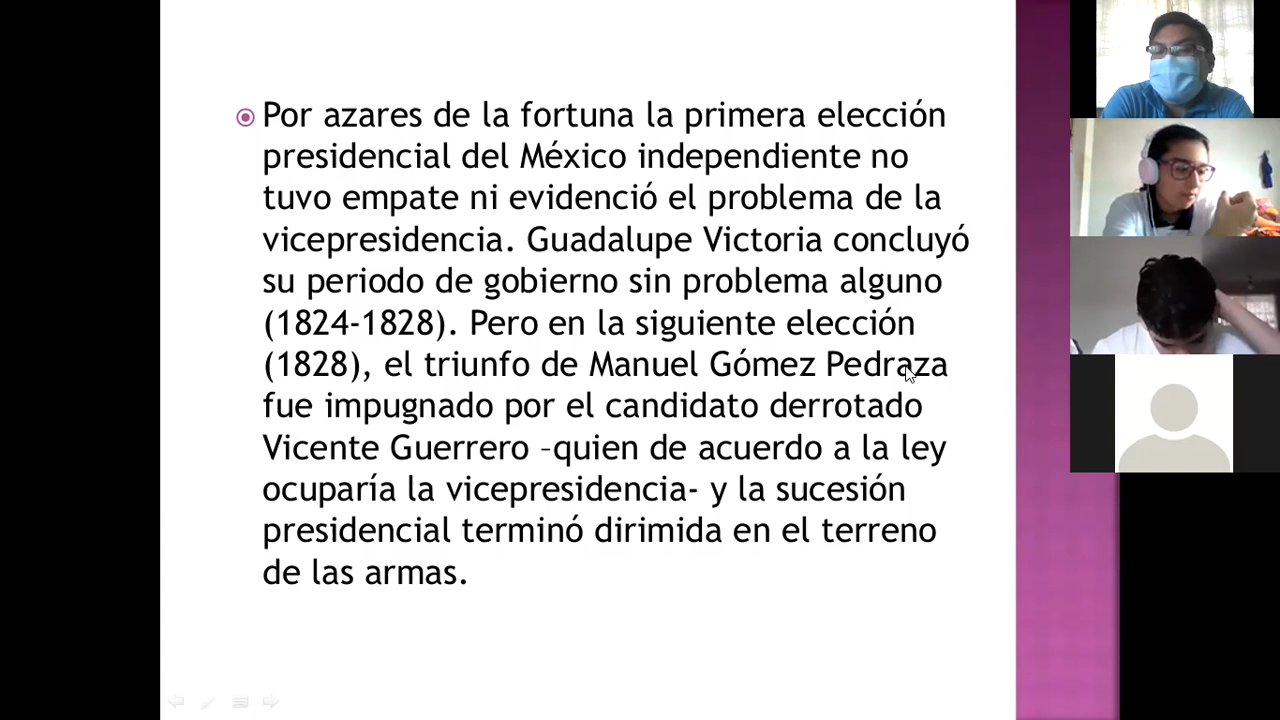 Por azares de la fortuna la primera elección
presidencial del México independiente no
tuvo empate ni evidenció el problema de la
vicepresidencia. Guadalupe Victoria concluyó
su periodo de gobierno sin problema alguno
(1824-1828). Pero en la siguiente elección
(1828), el triunfo de Manuel Gómez Pedraza
fue impugnado por el candidato derrotado
Vicente Guerrero –quien de acuerdo a la ley
ocuparía la vicepresidencia- y la sucesión
presidencial terminó dirimida en el terreno
de las armas.